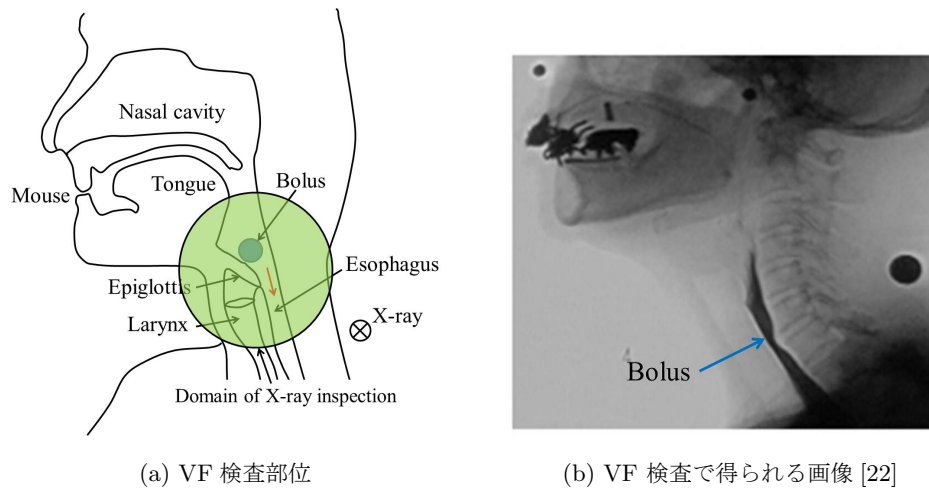 Nasal cavity
Mouse
Tongue
Bolus
Epiglottis
Esophagus
Larynx
X-ray
Domain of X-ray inspection
Bolus
(a) VF 検査部位
(b) VF 検査で得られる画像 [22]